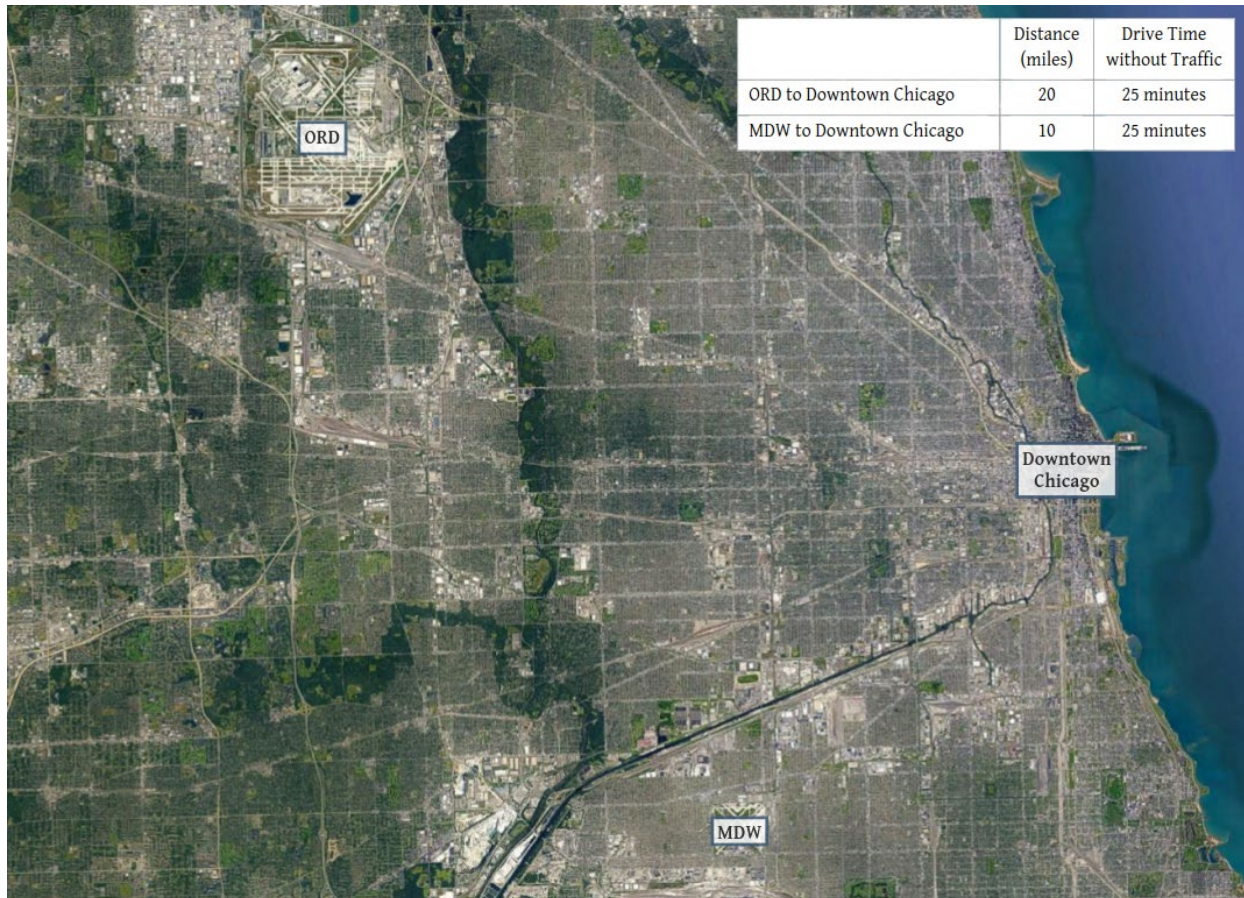 Distance
(miles)
Drive Time
without Traffic
ORD to Downtown Chicago 20 25 minutes
MDW to Downtown Chicago 10 25 minutes
ORD
Downtown
Chicago
MDW